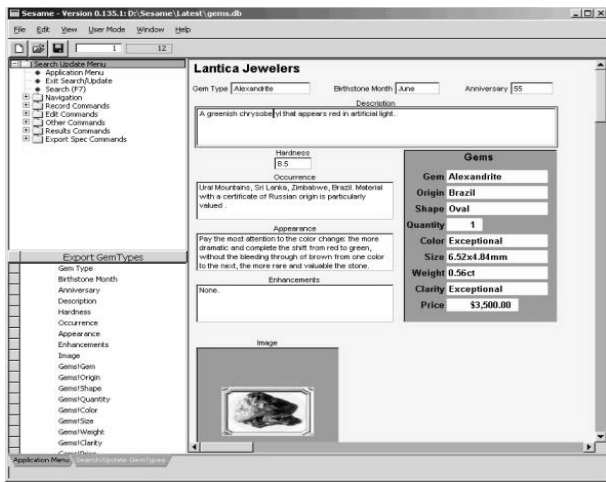 Sesame - Version 0.135.1: D:\Sesame\Latest\gems.db
File Edit View User Mode Window Help
1 12
Search Update Menu
Application Menu
Exit Search/Update
Search (F7)
Navigation
Record Commands
Edit Commands
Other Commands
Results Commands
Export Spec Commands
Export GemTypes
Gem Type
Birthstone Month
Anniversary
Description
Hardness
Occurrence
Appearance
Enhancements
Image
Gems!Gem
Gems!Origin
Gems!Shape
Gems!Quantity
Gems!Color
Gems!Size
Gems!Weight
Gems!Clarity
Lantica Jewelers
Gem Type Alexandrite Birthstone Month June Anniversary 55
Description
A greenish chrysoberyl that appears red in artificial light.
Hardness
8.5
Occurrence
Ural Mountains, Sri Lanka, Zimbabwe, Brazil. Material
with a certificate of Russian origin is particularly
valued .
Appearance
Pay the most attention to the color change: the more
dramatic and complete the shift from red to green,
without the bleeding through of brown from one color
to the next, the more rare and valuable the stone.
Enhancements
None.
Image
Gems
Gem Alexandrite
Origin Brazil
Shape Oval
Quantity 1
Color Exceptional
Size 6.52x4.84mm
Weight 0.56ct
Clarity Exceptional
Price $3,500.00
Application Menu Search/Update GemTypes